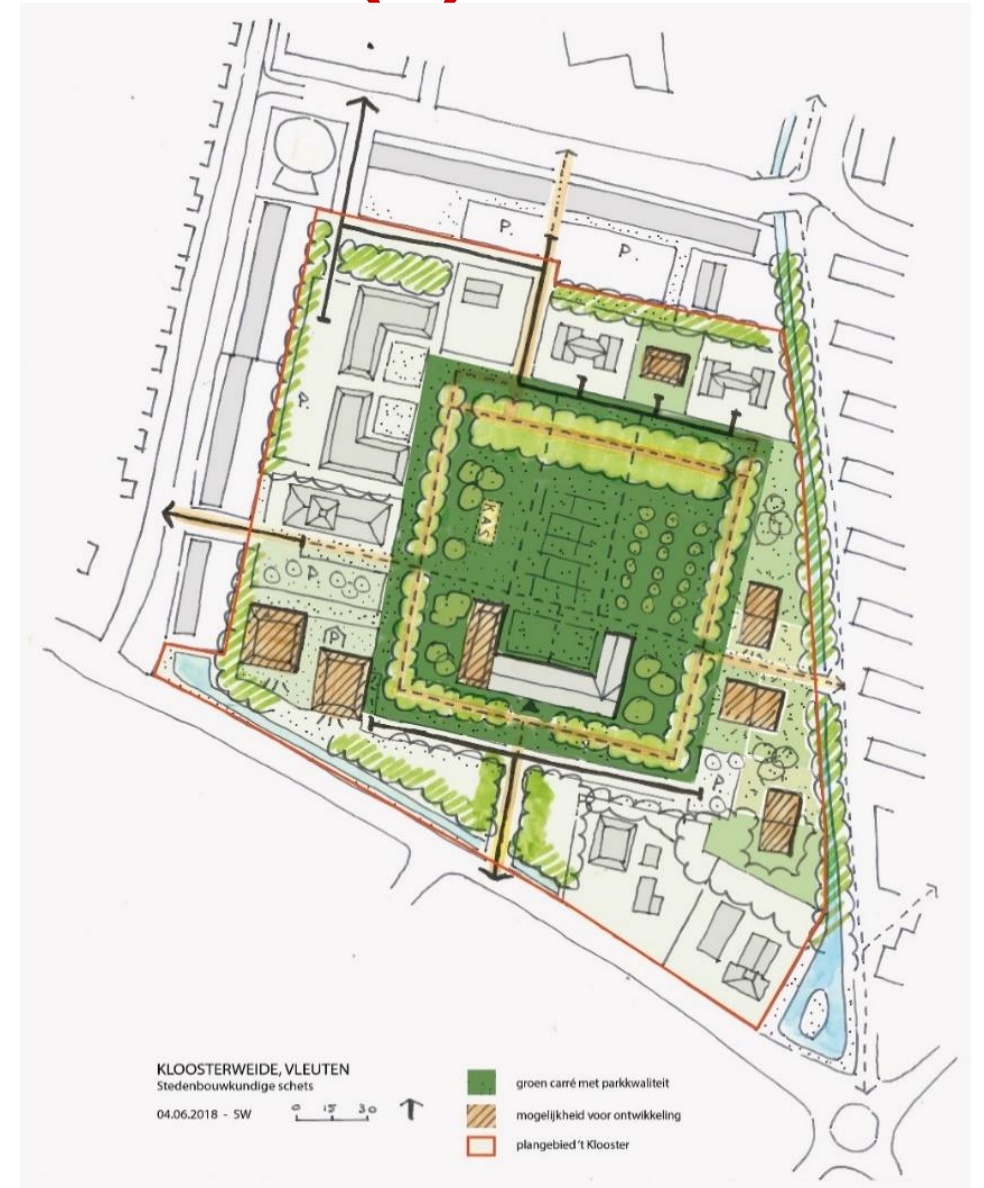 P.
P.
P
KAS
P
P
P
KLOOSTERWEIDE, VLEUTEN
Stedenbouwkundige schets
04.06.2018 - SW
0 15 30
groen carré met parkkwaliteit
mogelijkheid voor ontwikkeling
plangebied 't Klooster